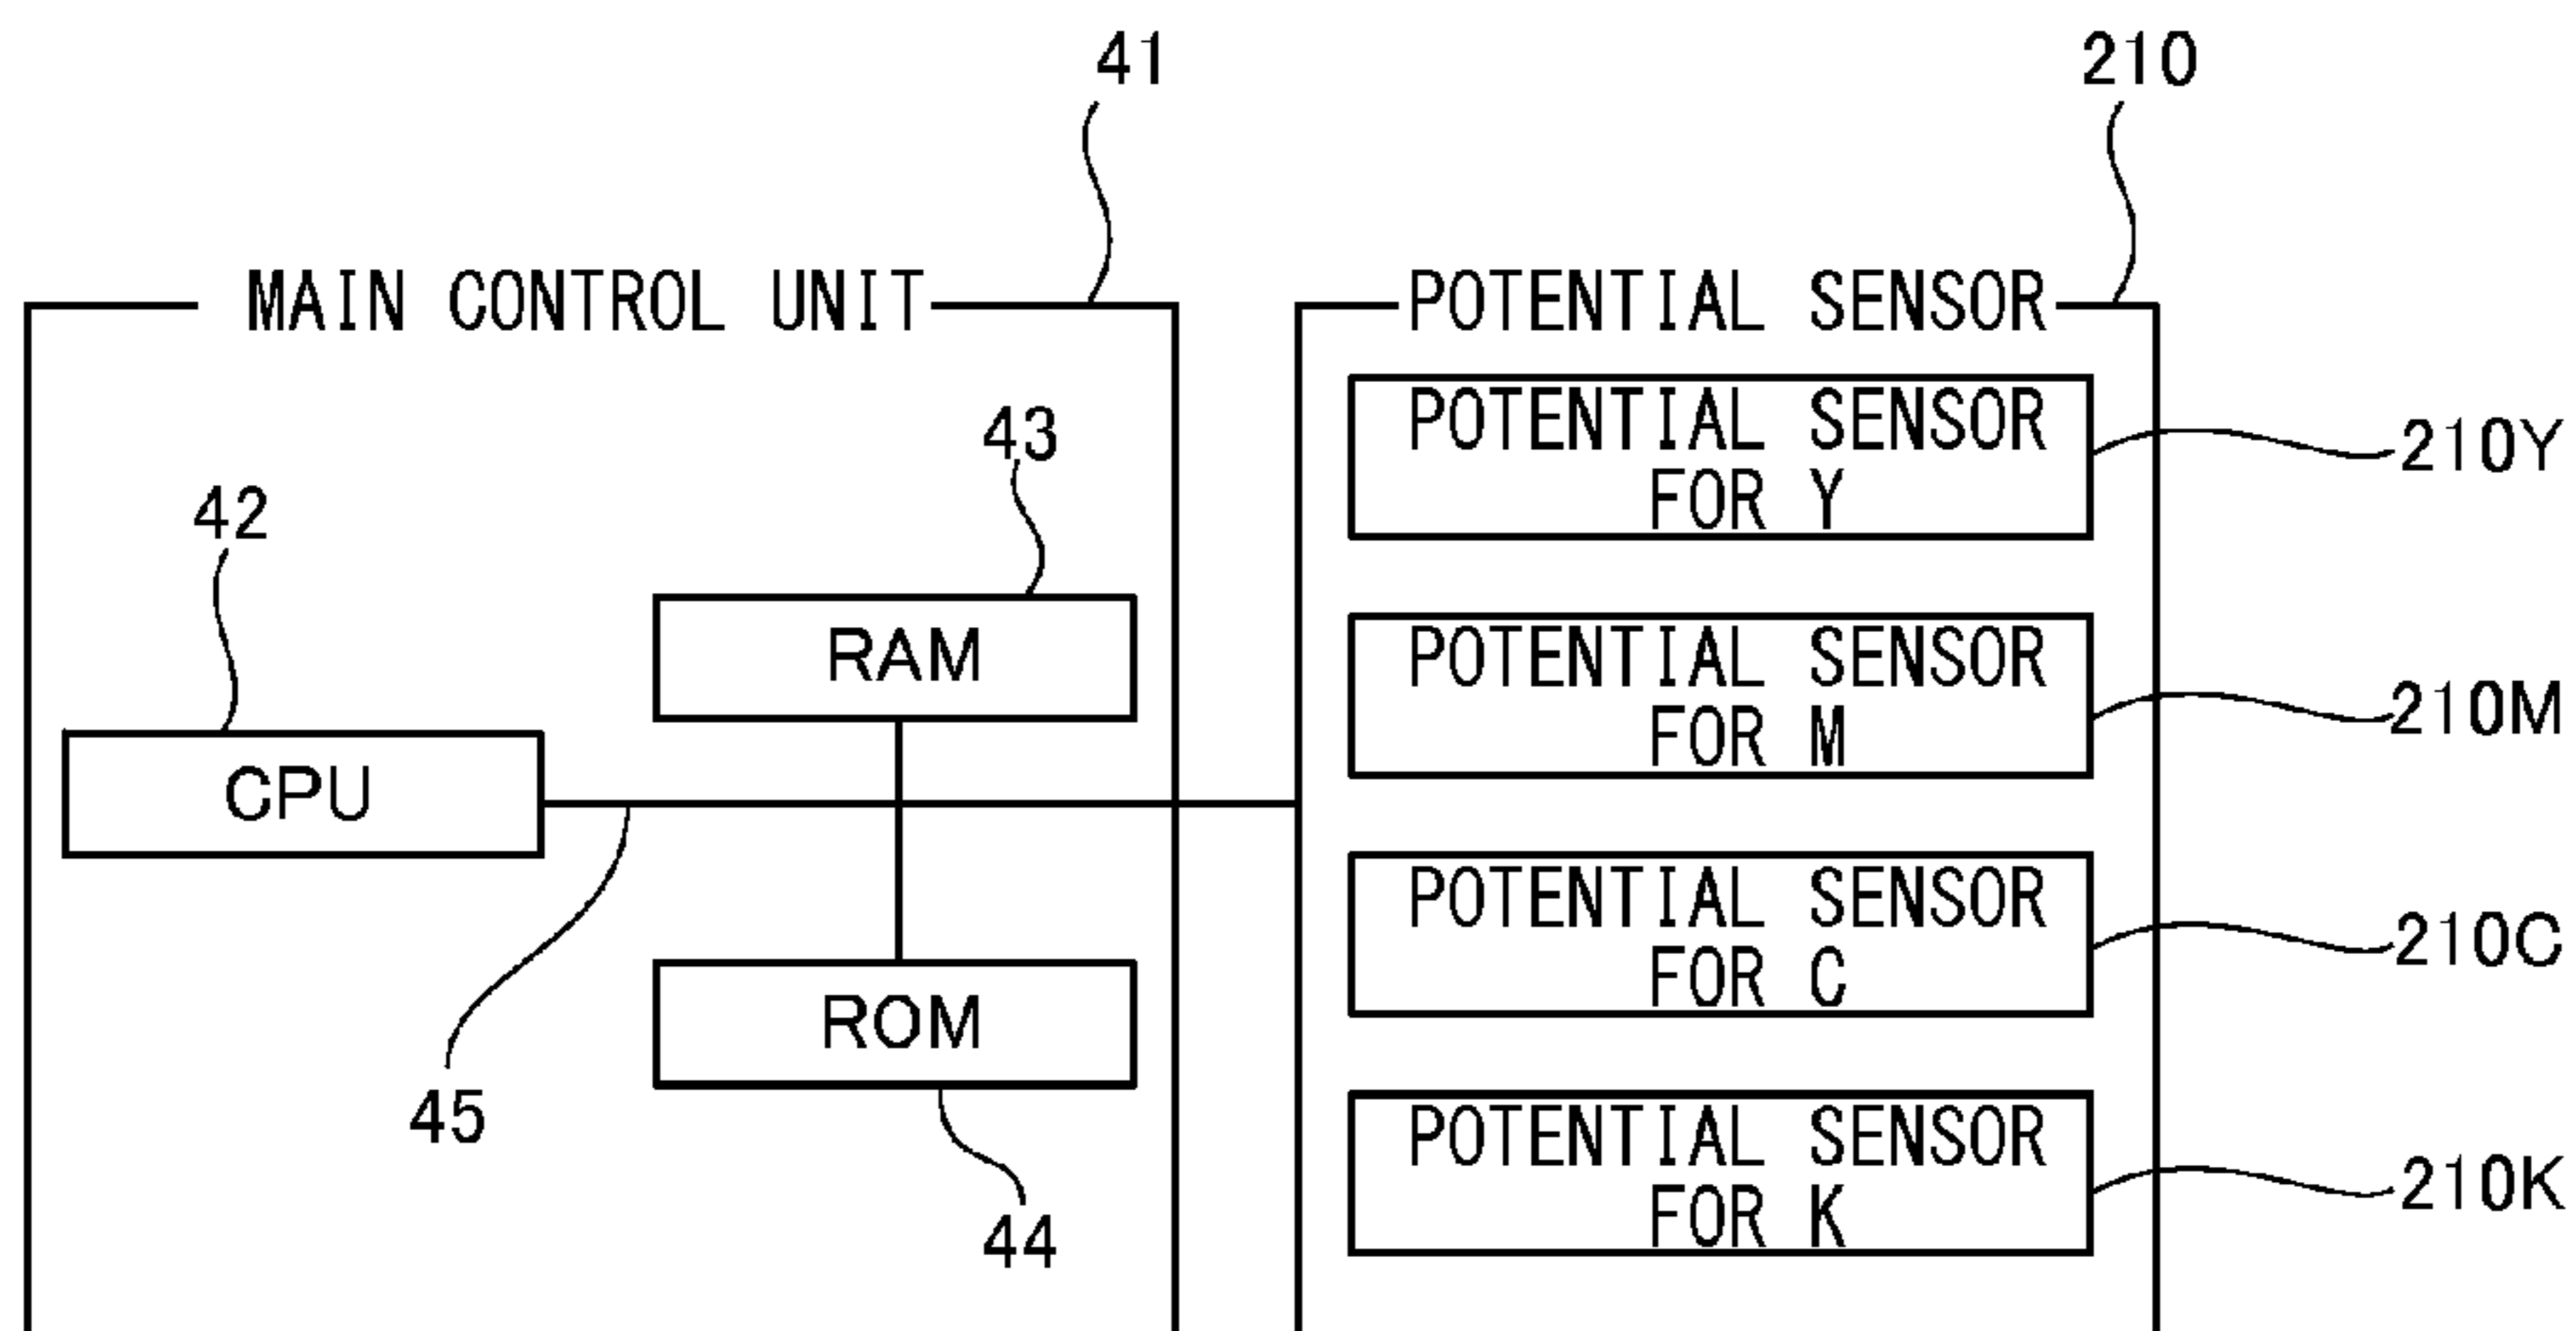 41
210
MAIN CONTROL UNIT
POTENTIAL SENSOR
43
42
RAM
CPU
ROM
45
44
POTENTIAL SENSOR
FOR Y
210Y
POTENTIAL SENSOR
FOR M
210M
POTENTIAL SENSOR
FOR C
210C
POTENTIAL SENSOR
FOR K
210K